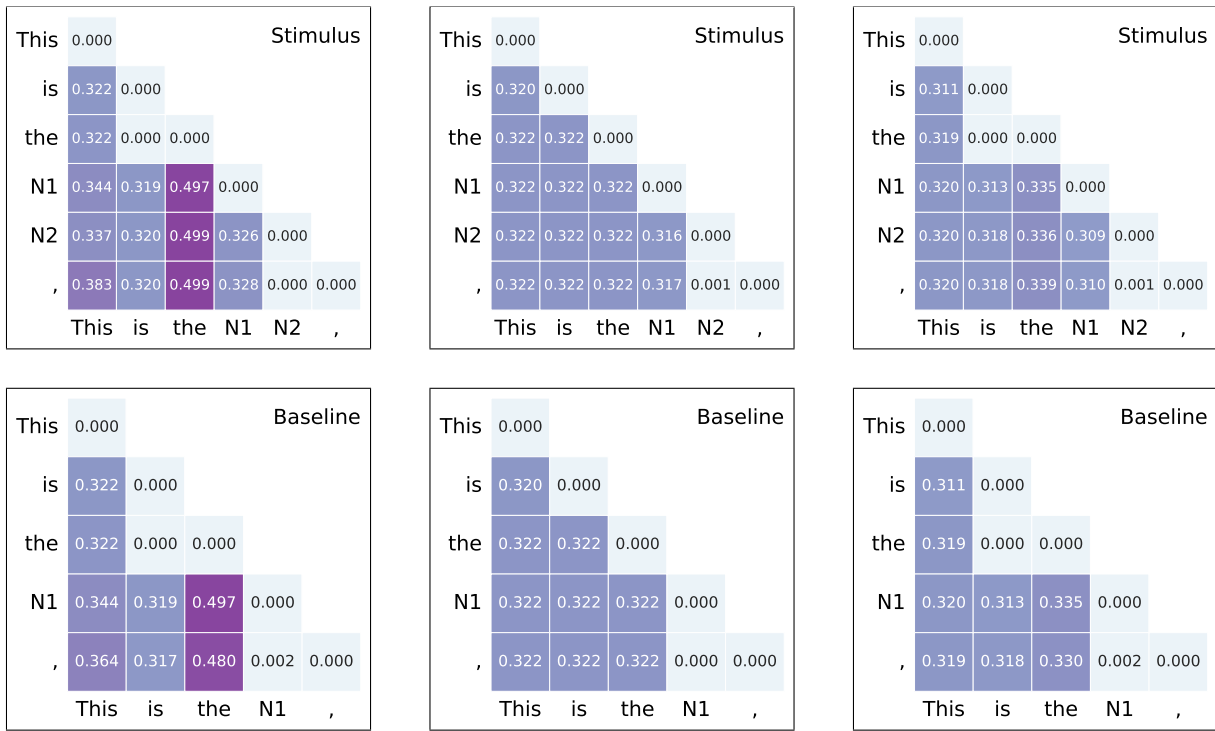 This 0.000 Stimulus
is 0.322 0.000
the 0.322 0.000 0.000
N1 0.344 0.319 0.497 0.000
N2 0.337 0.320 0.499 0.326 0.000
, 0.383 0.320 0.499 0.328 0.000 0.000
This is the N1 N2 ,
This 0.000 Stimulus
is 0.320 0.000
the 0.322 0.322 0.000
N1 0.322 0.322 0.322 0.000
N2 0.322 0.322 0.322 0.316 0.000
, 0.322 0.322 0.322 0.317 0.001 0.000
This is the N1 N2 ,
This 0.000 Stimulus
is 0.311 0.000
the 0.319 0.000 0.000
N1 0.320 0.313 0.335 0.000
N2 0.320 0.318 0.336 0.309 0.000
, 0.320 0.318 0.339 0.310 0.001 0.000
This is the N1 N2 ,
This 0.000 Baseline
is 0.322 0.000
the 0.322 0.000 0.000
N1 0.344 0.319 0.497 0.000
, 0.364 0.317 0.480 0.002 0.000
This is the N1 ,
This 0.000 Baseline
is 0.320 0.000
the 0.322 0.322 0.000
N1 0.322 0.322 0.322 0.000
, 0.322 0.322 0.322 0.000 0.000
This is the N1 ,
This 0.000 Baseline
is 0.311 0.000
the 0.319 0.000 0.000
N1 0.320 0.313 0.335 0.000
, 0.319 0.318 0.330 0.002 0.000
This is the N1 ,